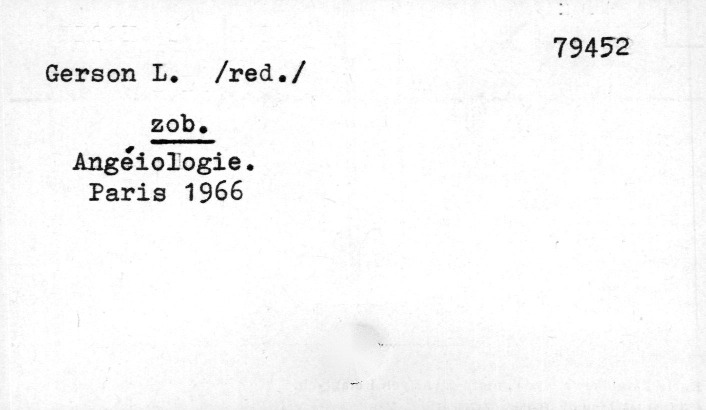 79452
Gerson L. /red./
zob.
Angéiologie.
Paris 1966